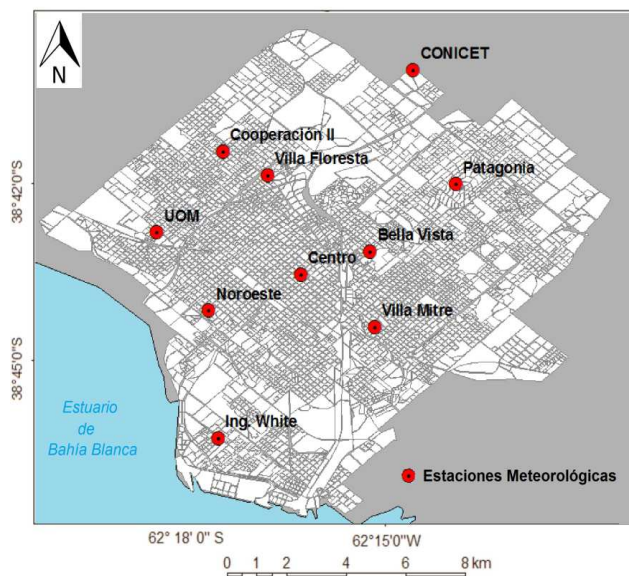 N
CONICET
Cooperación II
Villa Floresta
Patagonia
38°42'0"S
UOM
Bella Vista
Centro
Noroeste
Villa Mitre
38°45'0"S
Estuario
de
Bahía Blanca
Ing. White
Estaciones Meteorológicas
62° 18' 0" S
62°15'0"W
0 1 2 4 6 8 km